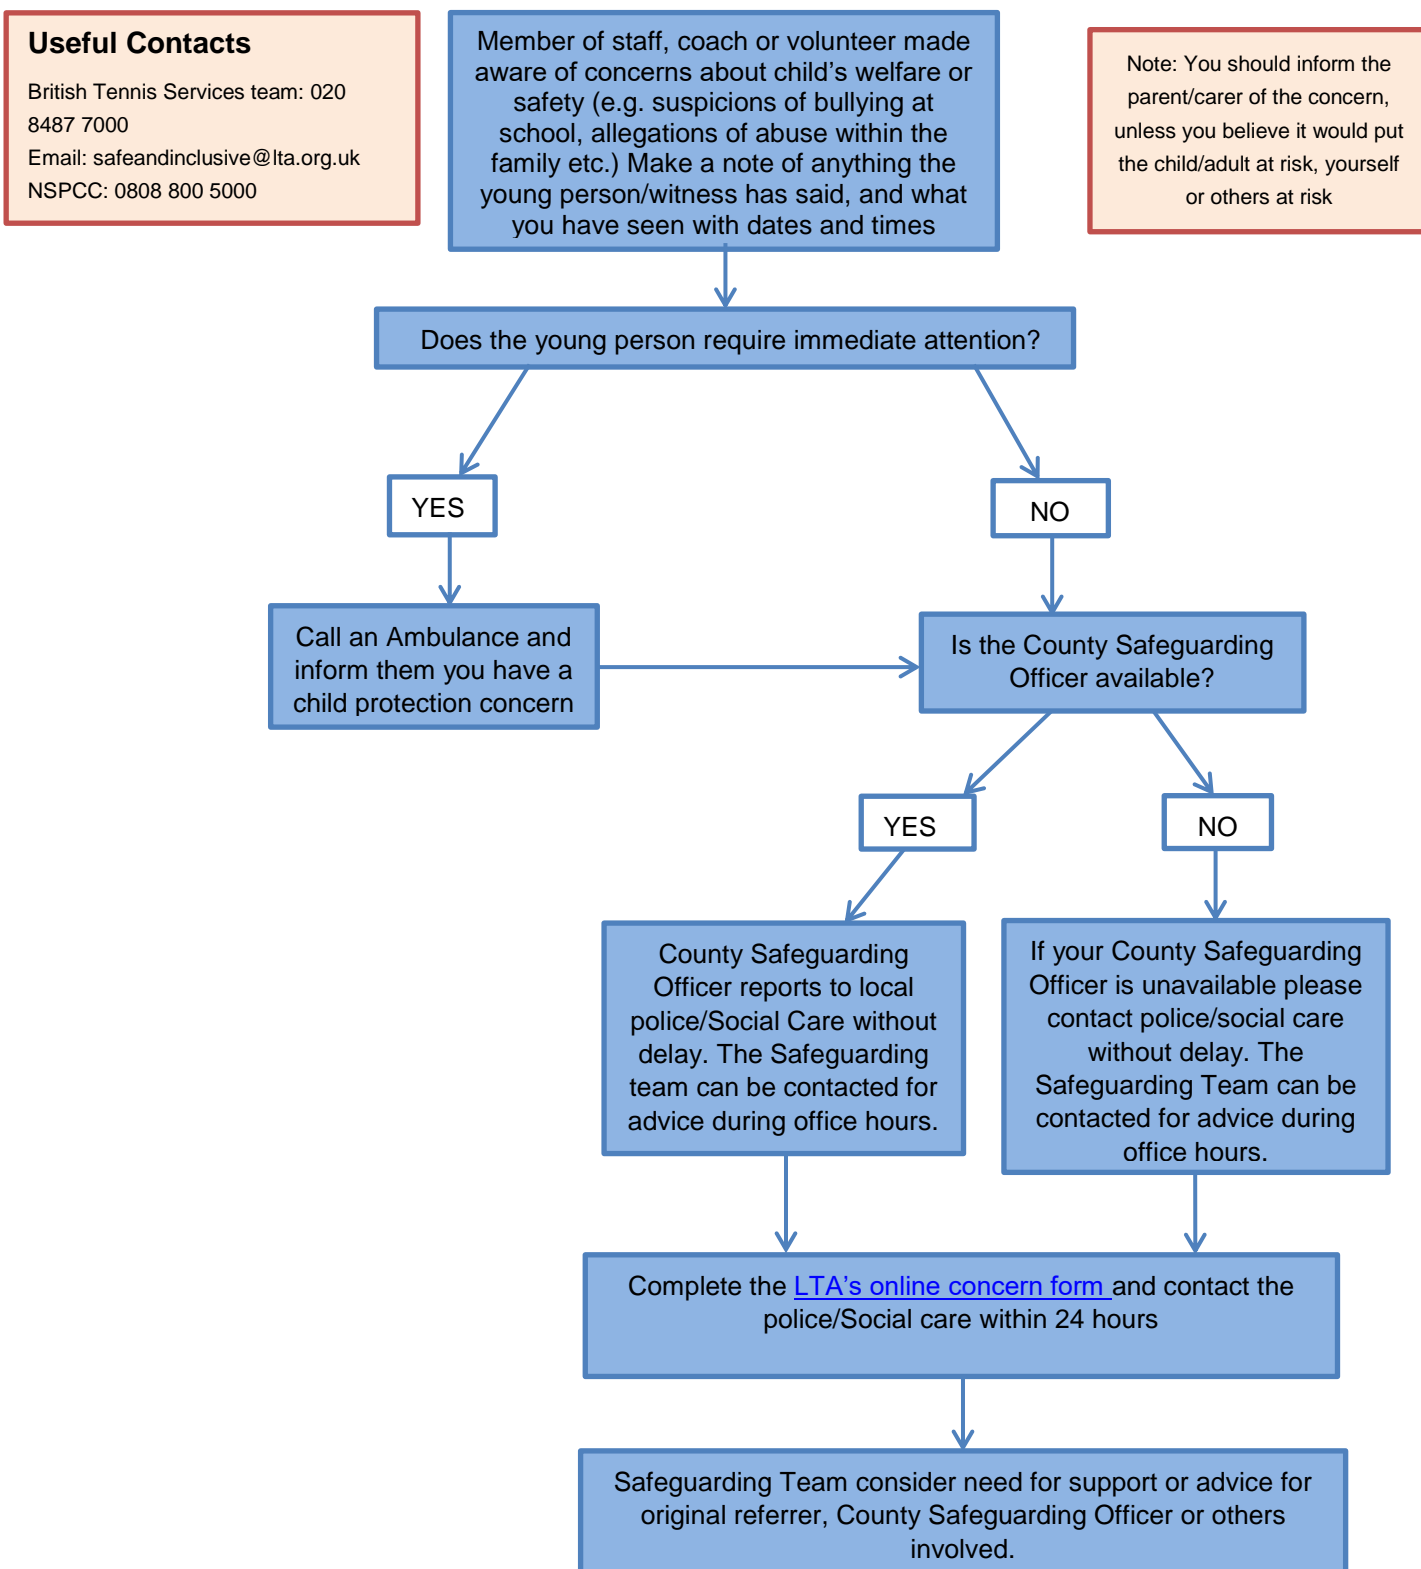 Useful Contacts
British Tennis Services team: 020
8487 7000
Email: safeandinclusive@lta.org.uk
NSPCC: 0808 800 5000
Member of staff, coach or volunteer made
aware of concerns about child's welfare or
safety (e.g. suspicions of bullying at
school, allegations of abuse within the
family etc.) Make a note of anything the
young person/witness has said, and what
you have seen with dates and times
Note: You should inform the
parent/carer of the concern,
unless you believe it would put
the child/adult at risk, yourself
or others at risk
Does the young person require immediate attention?
YES
NO
Call an Ambulance and
inform them you have a
child protection concern
Is the County Safeguarding
Officer available?
YES
NO
County Safeguarding
Officer reports to local
police/Social Care without
delay. The Safeguarding
team can be contacted for
advice during office hours.
If your County Safeguarding
Officer is unavailable please
contact police/social care
without delay. The
Safeguarding Team can be
contacted for advice during
office hours.
Complete the LTA's online concern form and contact the
police/Social care within 24 hours
Safeguarding Team consider need for support or advice for
original referrer, County Safeguarding Officer or others
involved.